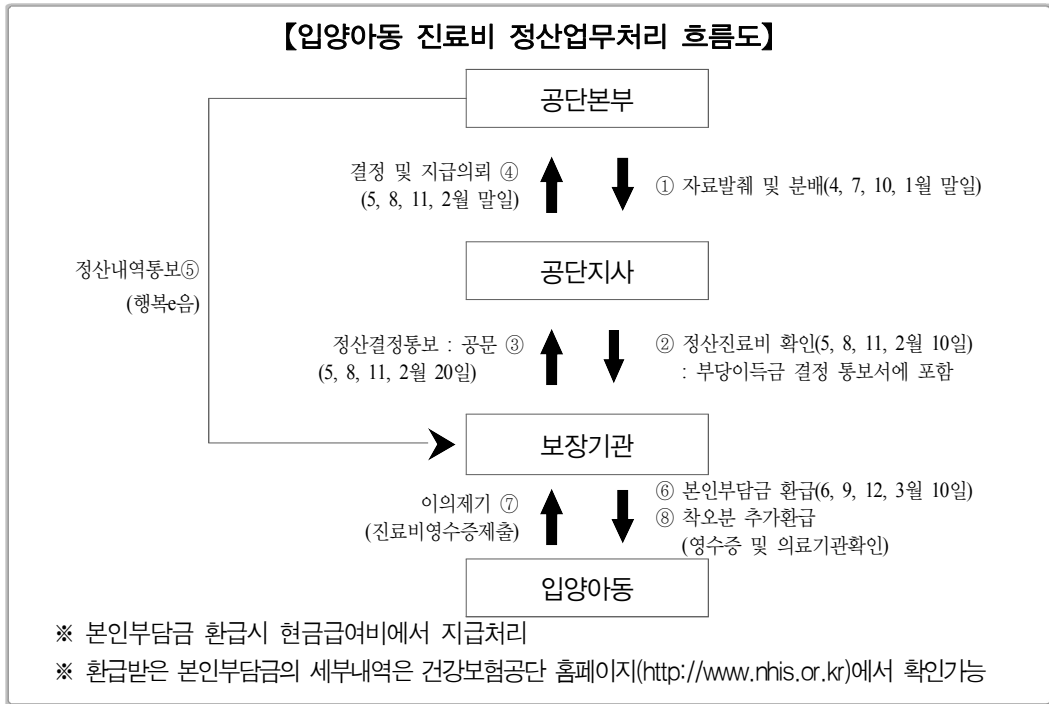 【입양아동 진료비 정산업무처리 흐름도】
공단본부
결정 및 지급의뢰 ④
(5, 8, 11, 2월 말일)
① 자료발췌 및 분배(4, 7, 10, 1월 말일)
공단지사
정산내역통보⑤
(행복e음)
정산결정통보 : 공문 ③
(5, 8, 11, 2월 20일)
② 정산진료비 확인(5, 8, 11, 2월 10일)
: 부당이득금 결정 통보서에 포함
보장기관
이의제기 ⑦
(진료비영수증제출)
⑥ 본인부담금 환급(6, 9, 12, 3월 10일)
⑧ 착오분 추가환급
(영수증 및 의료기관확인)
입양아동
※ 본인부담금 환급시 현금급여비에서 지급처리
※ 환급받은 본인부담금의 세부내역은 건강보험공단 홈페이지(http://www.nhis.or.kr)에서 확인가능